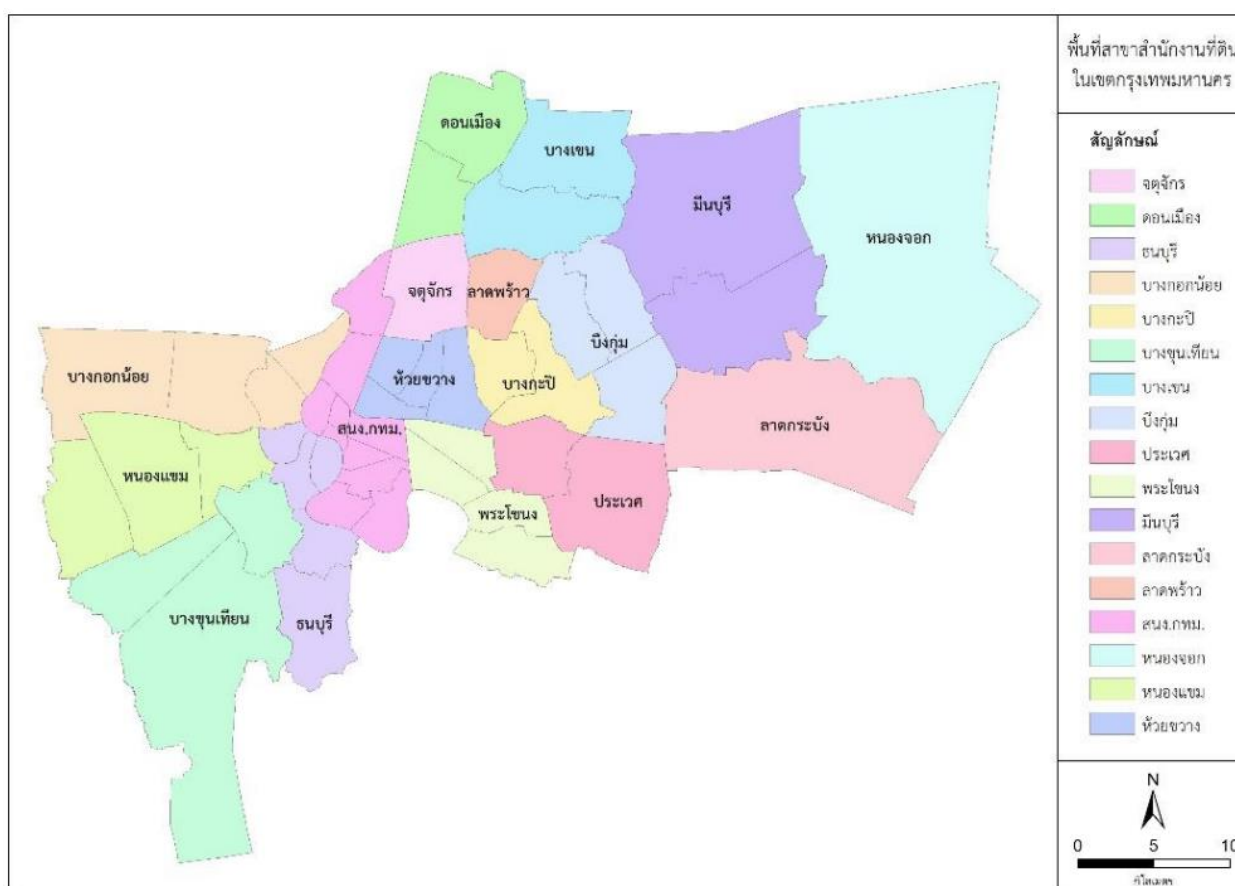 พื้นที่สาขาสำนักงานที่ดิน
ในเขตกรุงเทพมหานคร
สัญลักษณ์
จตุจักร
ดอนเมือง
ธนบุรี
บางกอกน้อย
บางกะปิ
บางขุนเทียน
บางเขน
บึงกุ่ม
ประเวศ
พระโขนง
มีนบุรี
ลาดกระบัง
ลาดพร้าว
สนง.กทม.
หนองจอก
หนองแขม
ห้วยขวาง
N
0 5 10
กิโลเมตร
ดอนเมือง
บางเขน
มีนบุรี
หนองจอก
จตุจักร
ลาดพร้าว
บึงกุ่ม
บางกอกน้อย
ห้วยขวาง
บางกะปิ
สนง.กทม.
ลาดกระบัง
หนองแขม
ประเวศ
พระโขนง
บางขุนเทียน
ธนบุรี